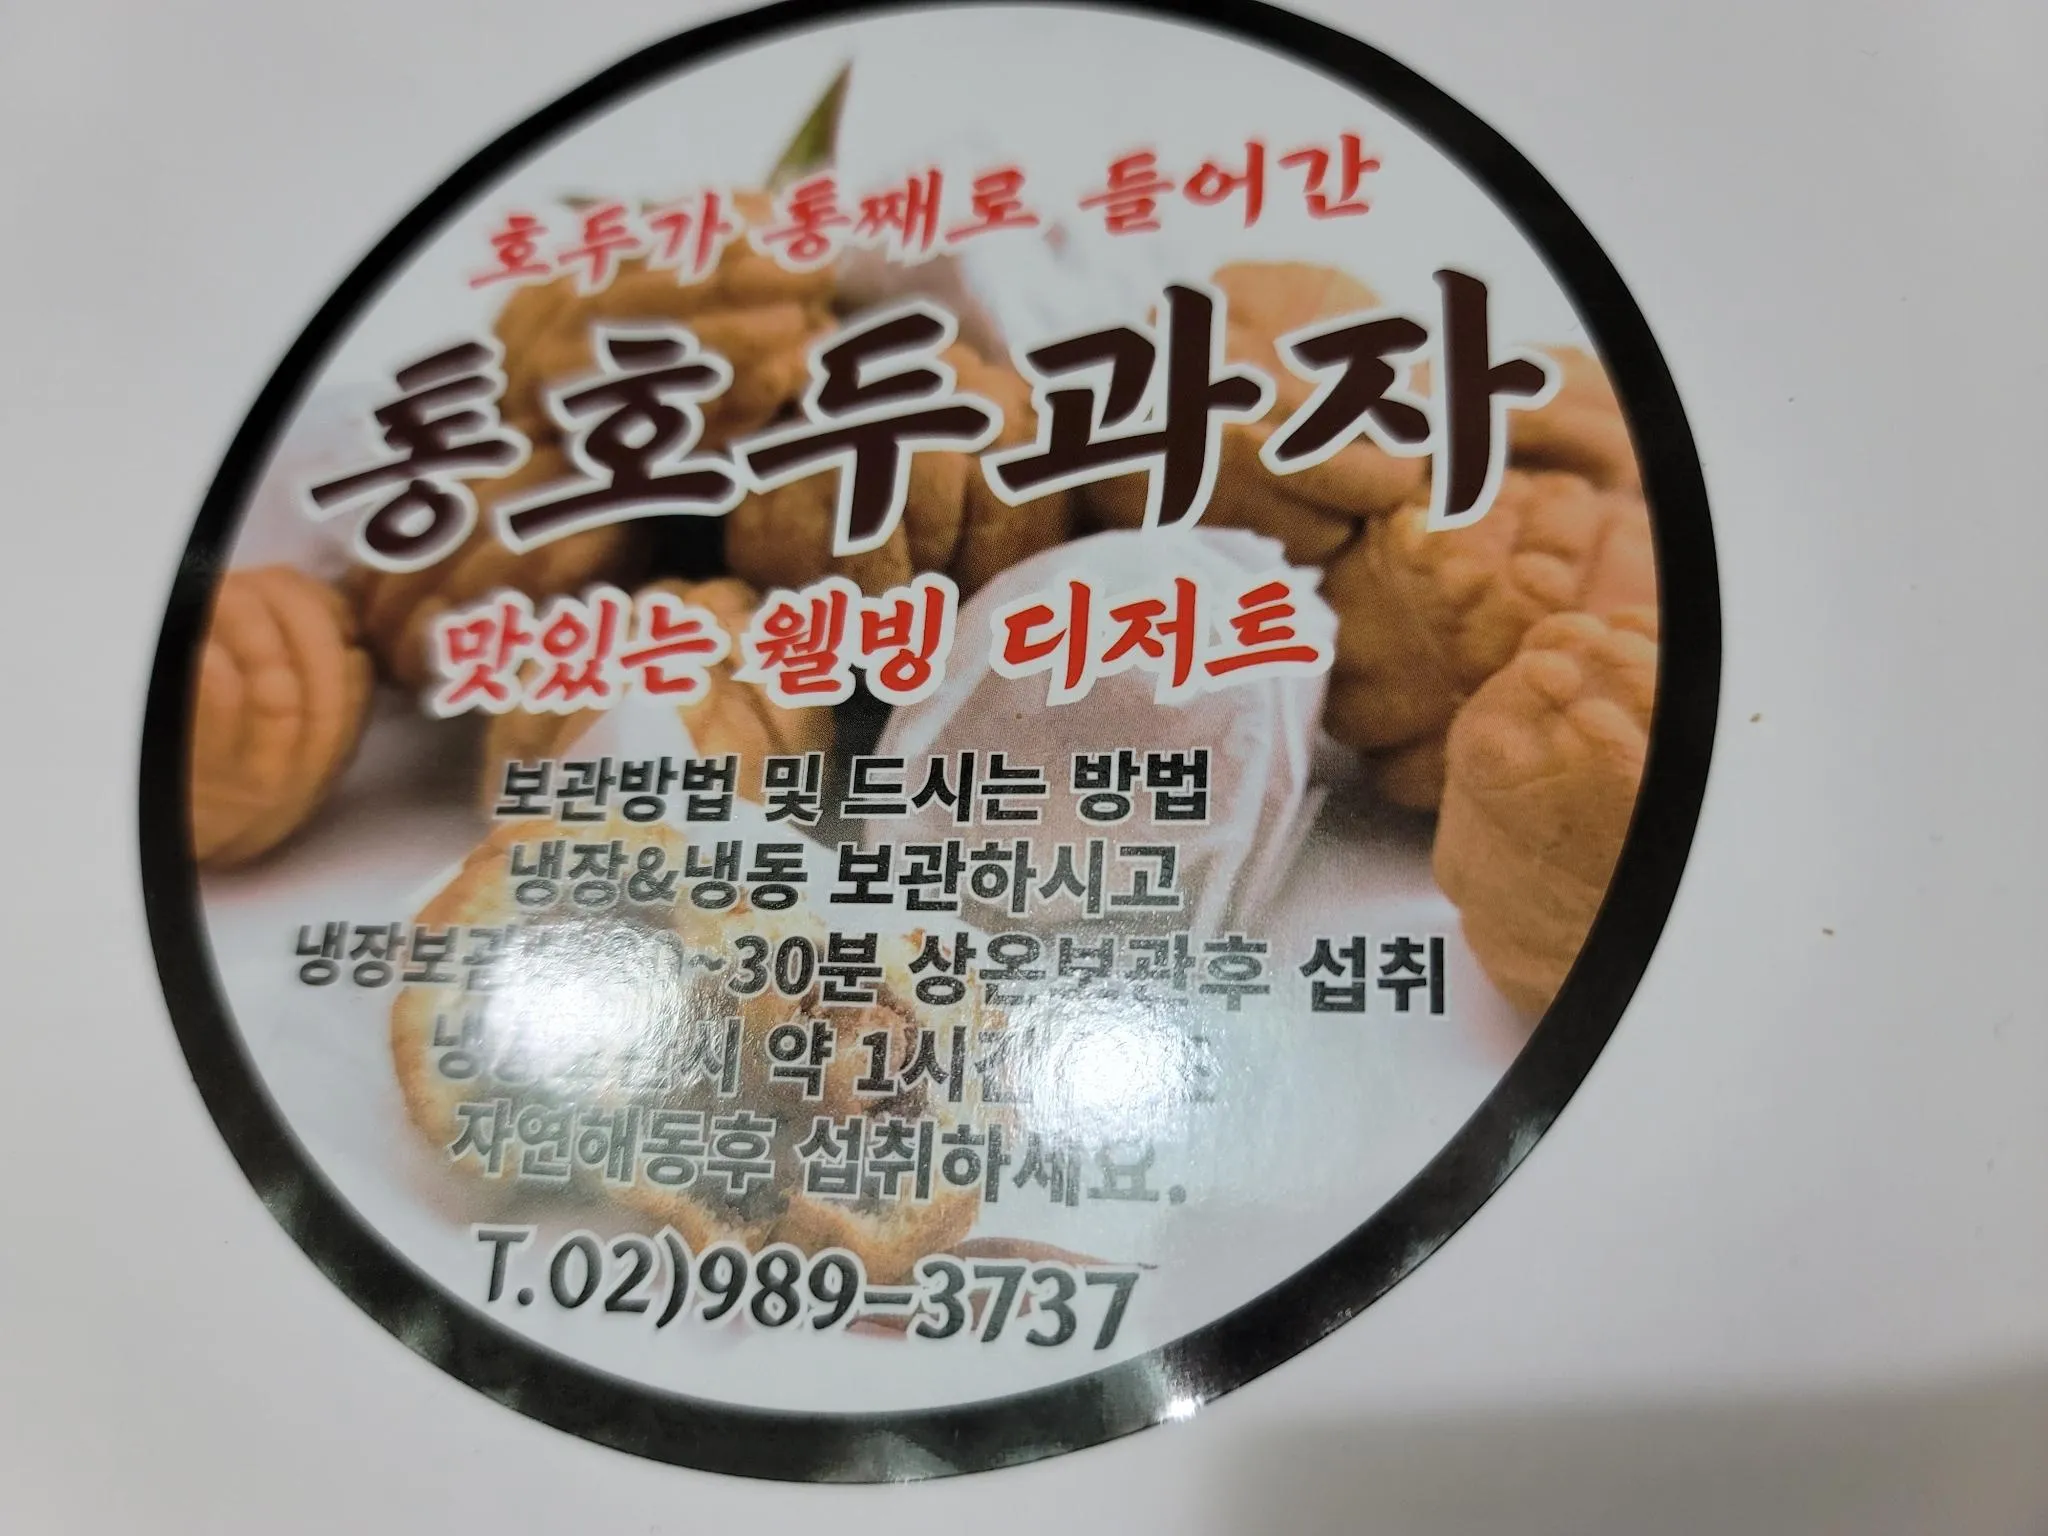 호두가 통째로 들어간
통호두과자
맛있는 웰빙 디저트
보관방법 및 드시는 방법
냉장&냉동 보관하시고
냉장보관 ~30분 상온보관후 섭취
약 1시간
자연해동후 섭취하세요.
T.02)989-3737